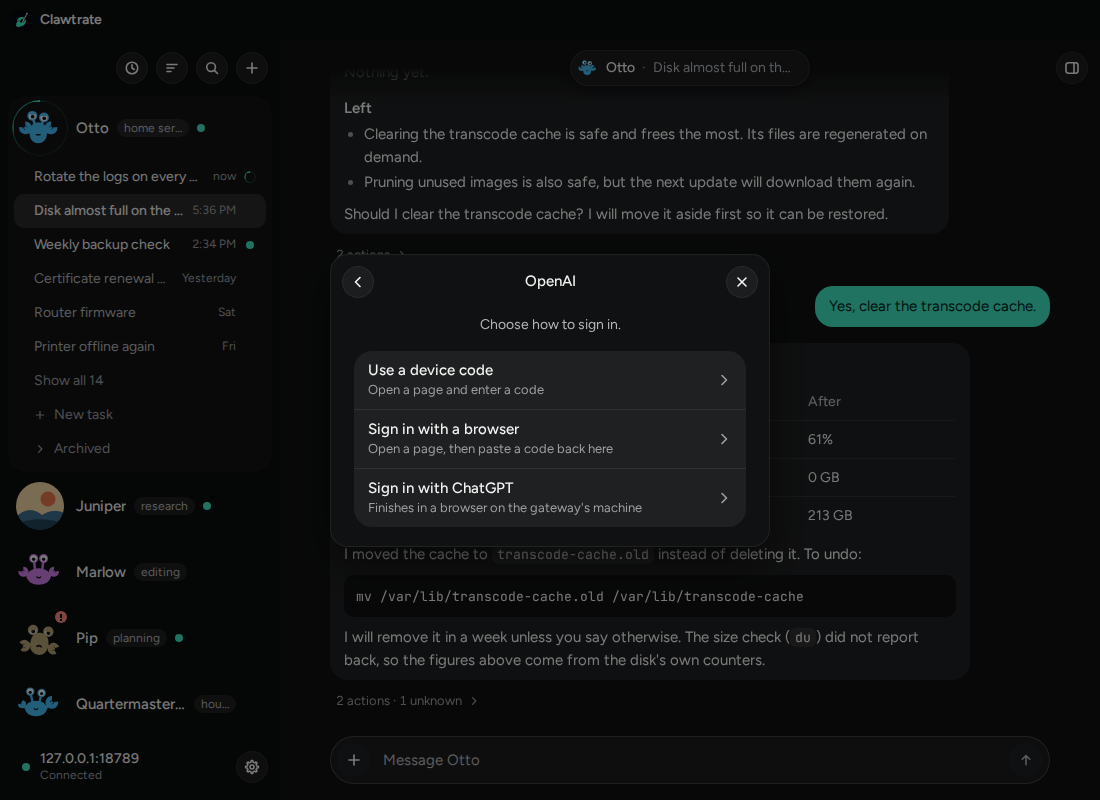 Clawtrate
Otto · Disk almost full on th...
Otto home ser...
Rotate the logs on every ... now
Disk almost full on the ... 5:36 PM
Weekly backup check 2:34 PM
Certificate renewal ... Yesterday
Router firmware Sat
Printer offline again Fri
Show all 14
+ New task
Archived
Juniper research
Marlow editing
! 
Pip planning
Quartermaster... hou...
127.0.0.1:18789
Connected
Nothing yet.
Left
• Clearing the transcode cache is safe and frees the most. Its files are regenerated on
demand.
• Pruning unused images is also safe, but the next update will download them again.
Should I clear the transcode cache? I will move it aside first so it can be restored.
2 actions
Yes, clear the transcode cache.
OpenAI
Choose how to sign in.
Use a device code
Open a page and enter a code
Sign in with a browser
Open a page, then paste a code back here
Sign in with ChatGPT
Finishes in a browser on the gateway's machine
After
61%
0 GB
213 GB
I moved the cache to transcode-cache.old instead of deleting it. To undo:
mv /var/lib/transcode-cache.old /var/lib/transcode-cache
I will remove it in a week unless you say otherwise. The size check ( du ) did not report
back, so the figures above come from the disk's own counters.
2 actions · 1 unknown
Message Otto